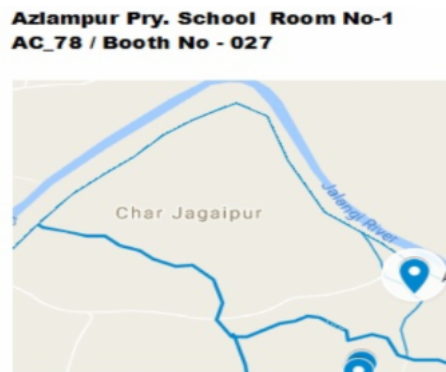 Azlampur Pry. School Room No-1
AC_78 / Booth No - 027
Char Jagaipur
Jalangi River